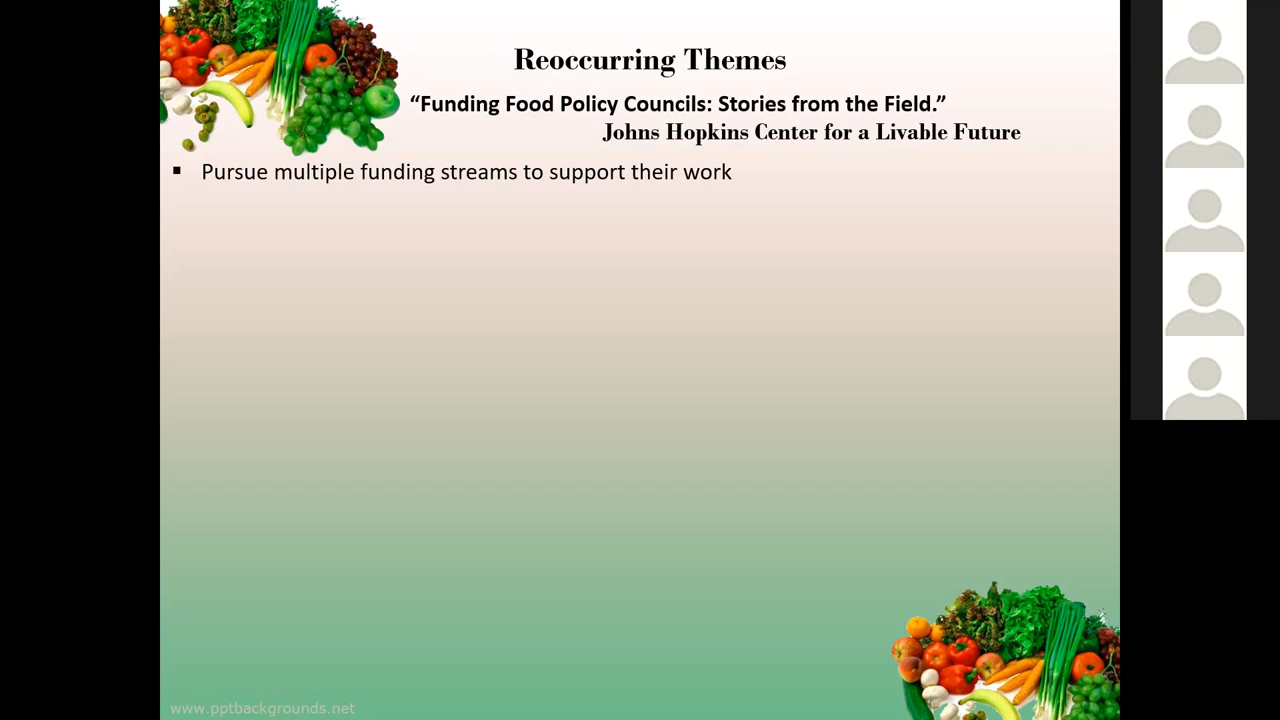 Reoccurring Themes
“Funding Food Policy Councils: Stories from the Field.”
Johns Hopkins Center for a Livable Future
▪ Pursue multiple funding streams to support their work
www.pptbackgrounds.net